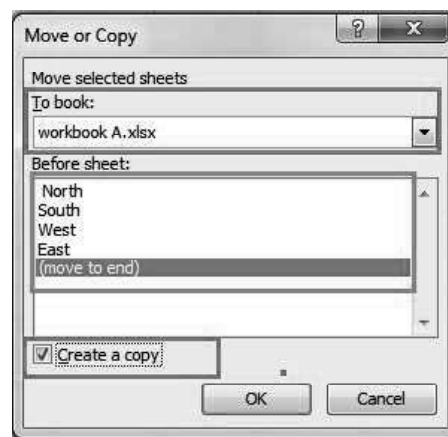 Move or Copy
?
X
Move selected sheets
To book:
workbook A.xlsx
Before sheet:
North
South
West
East
(move to end)
Create a copy
OK
Cancel